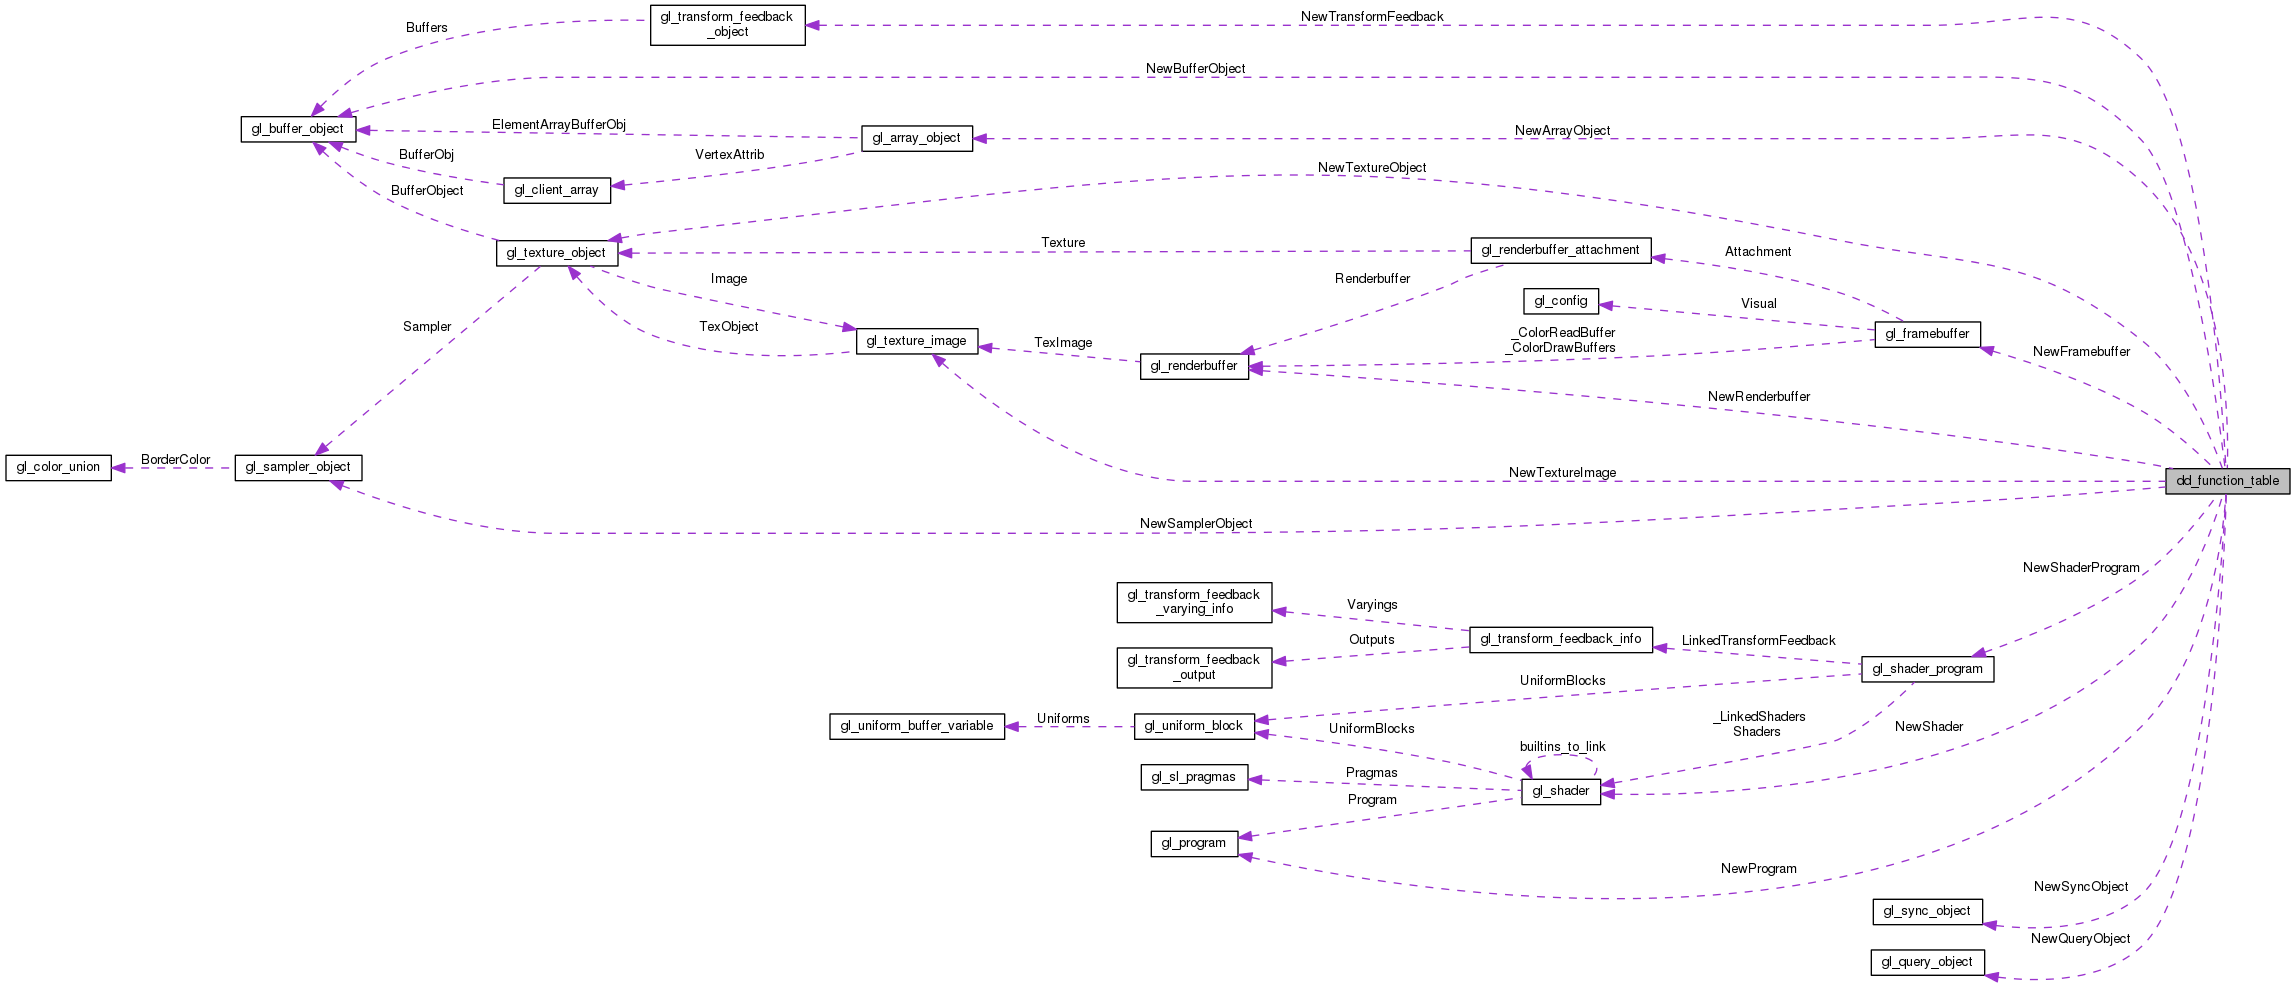 gl_transform_feedback
_object
NewTransformFeedback
Buffers
NewBufferObject
gl_buffer_object
ElementArrayBufferObj
gl_array_object
NewArrayObject
BufferObj
VertexAttrib
NewTextureObject
BufferObject
gl_client_array
gl_texture_object
Texture
gl_renderbuffer_attachment
Attachment
Image
Renderbuffer
gl_config
Visual
Sampler
TexObject
gl_texture_image
TexImage
_ColorReadBuffer
_ColorDrawBuffers
gl_framebuffer
NewFramebuffer
gl_renderbuffer
NewRenderbuffer
gl_color_union
BorderColor
gl_sampler_object
NewTextureImage
dd_function_table
NewSamplerObject
NewShaderProgram
gl_transform_feedback
_varying_info
Varyings
gl_transform_feedback_info
LinkedTransformFeedback
Outputs
gl_transform_feedback
_output
gl_shader_program
UniformBlocks
gl_uniform_buffer_variable
Uniforms
gl_uniform_block
UniformBlocks
_LinkedShaders
Shaders
NewShader
builtins_to_link
gl_sl_pragmas
Pragmas
gl_shader
Program
gl_program
NewProgram
NewSyncObject
gl_sync_object
NewQueryObject
gl_query_object